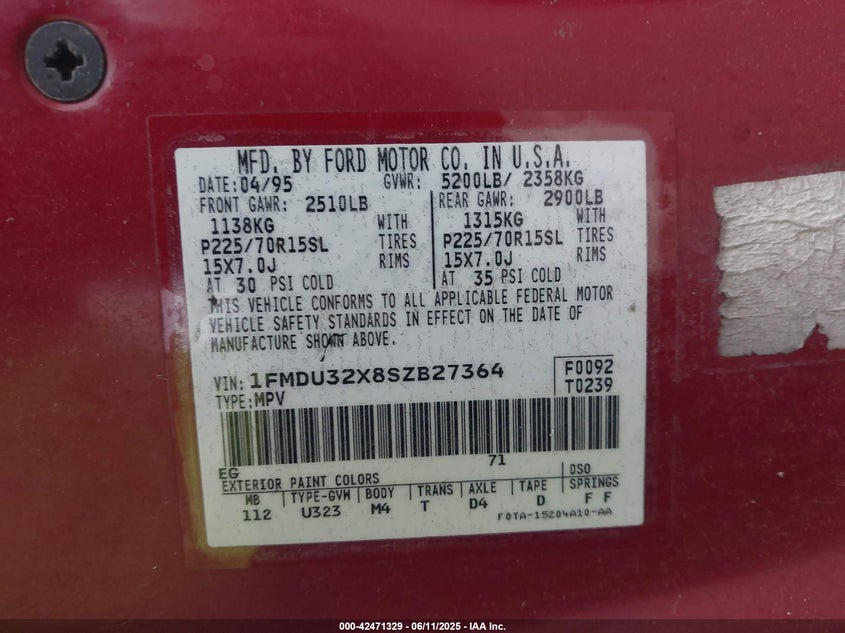 MFD. BY FORD MOTOR CO. IN U.S.A.
DATE: 04/95 GVWR: 5200LB/ 2358KG
FRONT GAWR: 2510LB REAR GAWR: 2900LB
1138KG WITH 1315KG WITH
P225/70R15SL TIRES P225/70R15SL TIRES
15X7.0J RIMS 15X7.0J RIMS
AT 30 PSI COLD AT 35 PSI COLD
THIS VEHICLE CONFORMS TO ALL APPLICABLE FEDERAL MOTOR
VEHICLE SAFETY STANDARDS IN EFFECT ON THE DATE OF
MANUFACTURE SHOWN ABOVE.
VIN: 1FMDU32X8SZB27364 F0092
TYPE: MPV T0239
EG 71
EXTERIOR PAINT COLORS DSO
WB TYPE-GVW BODY TRANS AXLE TAPE SPRINGS
112 U323 M4 T D4 D F F
F0TA-15204A10-AA
000-42471329 - 06/11/2025 - IAA Inc.